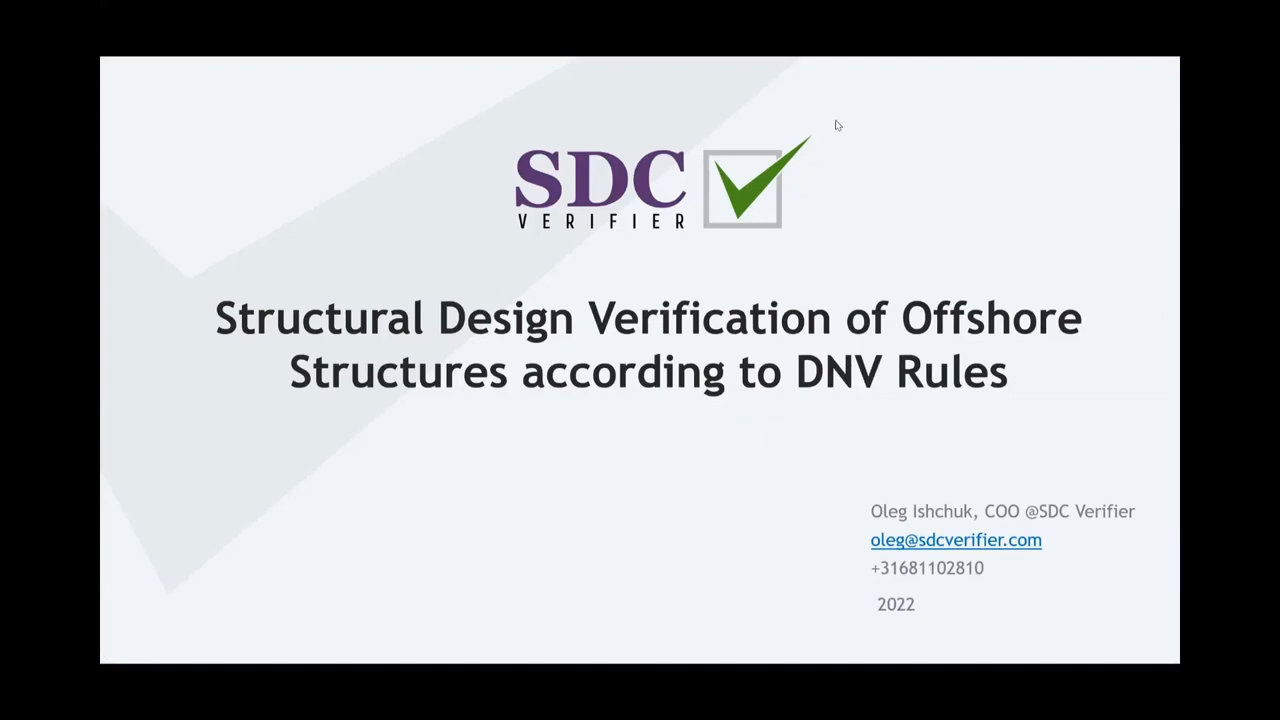 SDC
VERIFIER
Structural Design Verification of Offshore
Structures according to DNV Rules
Oleg Ishchuk, COO @SDC Verifier
oleg@sdcverifier.com
+31681102810
2022